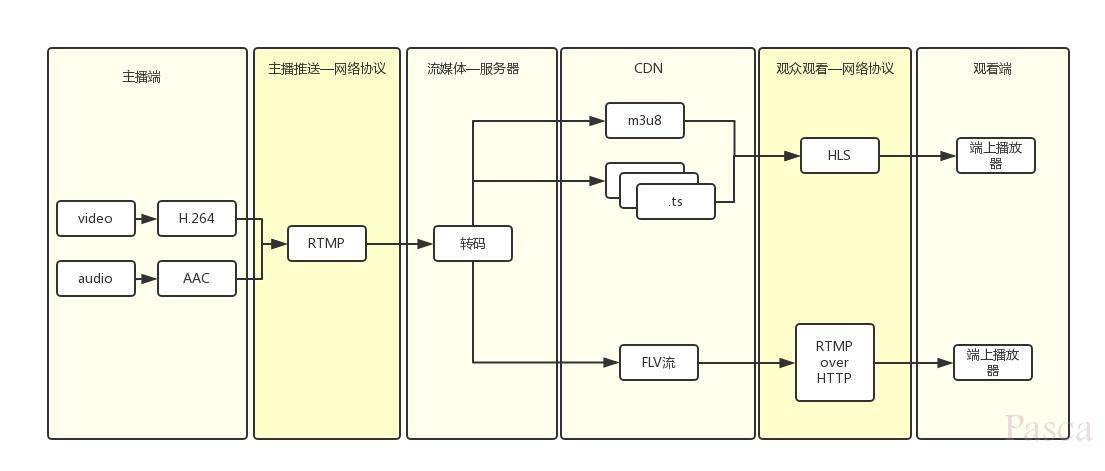 主播端
主播推送—网络协议
流媒体—服务器
CDN
观众观看—网络协议
观看端
video
H.264
audio
AAC
RTMP
转码
m3u8
.ts
FLV流
HLS
RTMP
over
HTTP
端上播放
器
端上播放
器
Pasca